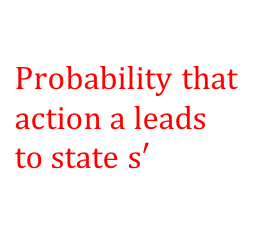 Probability that
action a leads
to state s′